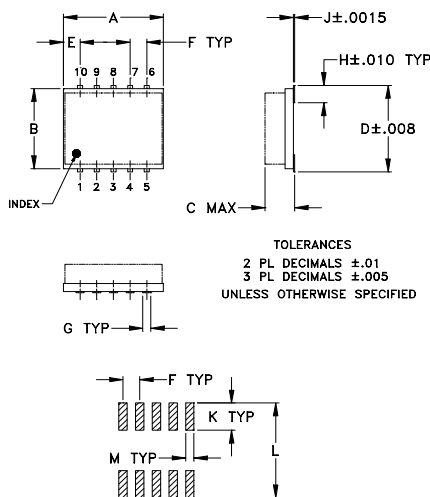 A
J±.0015
E
F TYP
H±.010 TYP
10 9 8 7 6
B
D±.008
INDEX
1 2 3 4 5
C MAX
TOLERANCES
2 PL DECIMALS ±.01
3 PL DECIMALS ±.005
UNLESS OTHERWISE SPECIFIED
G TYP
F TYP
K TYP
L
M TYP